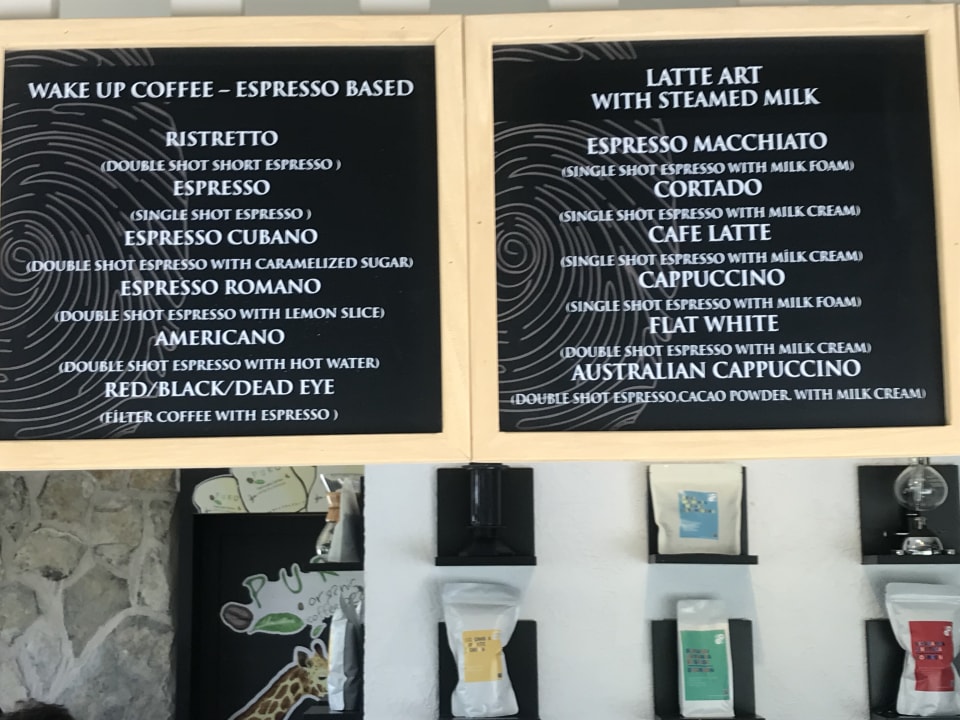 WAKE UP COFFEE – ESPRESSO BASED
RISTRETTO
(DOUBLE SHOT SHORT ESPRESSO )
ESPRESSO
(SINGLE SHOT ESPRESSO )
ESPRESSO CUBANO
(DOUBLE SHOT ESPRESSO WITH CARAMELIZED SUGAR)
ESPRESSO ROMANO
(DOUBLE SHOT ESPRESSO WITH LEMON SLICE)
AMERICANO
(DOUBLE SHOT ESPRESSO WITH HOT WATER)
RED/BLACK/DEAD EYE
(FİLTER COFFEE WITH ESPRESSO )
LATTE ART
WITH STEAMED MILK
ESPRESSO MACCHIATO
(SINGLE SHOT ESPRESSO WITH MILK FOAM)
CORTADO
(SINGLE SHOT ESPRESSO WITH MILK CREAM)
CAFE LATTE
(SINGLE SHOT ESPRESSO WITH MİLK CREAM)
CAPPUCCINO
(SINGLE SHOT ESPRESSO WITH MILK FOAM)
FLAT WHITE
(DOUBLE SHOT ESPRESSO WITH MILK CREAM)
AUSTRALIAN CAPPUCCINO
(DOUBLE SHOT ESPRESSO.CACAO POWDER. WITH MILK CREAM)